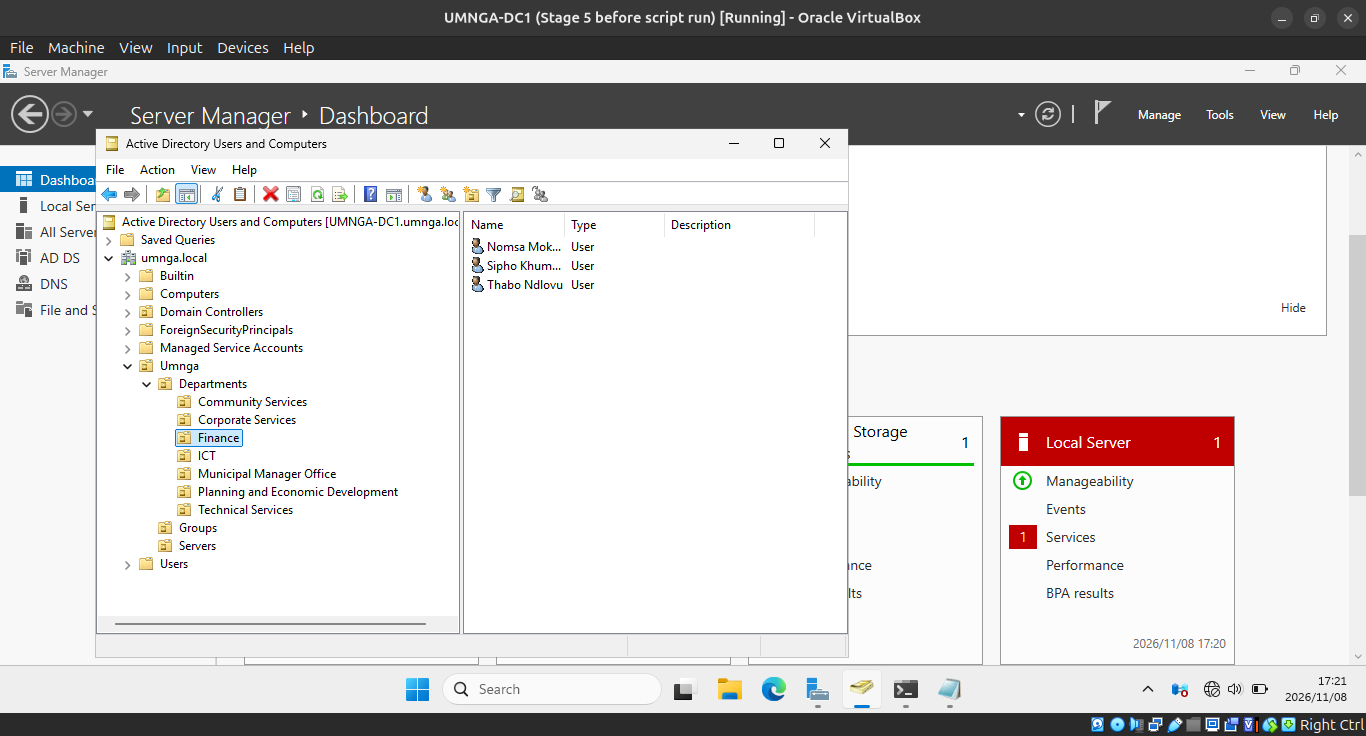 UMNGA-DC1 (Stage 5 before script run) [Running] - Oracle VirtualBox
File Machine View Input Devices Help
Server Manager
Server Manager Dashboard
Manage Tools View Help
Dashboa
Local Ser
All Server
AD DS
DNS
File and S
Active Directory Users and Computers
File Action View Help
Active Directory Users and Computers [UMNGA-DC1.umnga.loc
Saved Queries
umnga.local
Builtin
Computers
Domain Controllers
ForeignSecurityPrincipals
Managed Service Accounts
Umnga
Departments
Community Services
Corporate Services
Finance
ICT
Municipal Manager Office
Planning and Economic Development
Technical Services
Groups
Servers
Users
Name Type Description
Nomsa Mok... User
Sipho Khum... User
Thabo Ndlovu User
Hide
Storage 1
ability
nce
lts
Local Server 1
Manageability
Events
1 Services
Performance
BPA results
2026/11/08 17:20
Search
17:21
2026/11/08
Right Ctrl